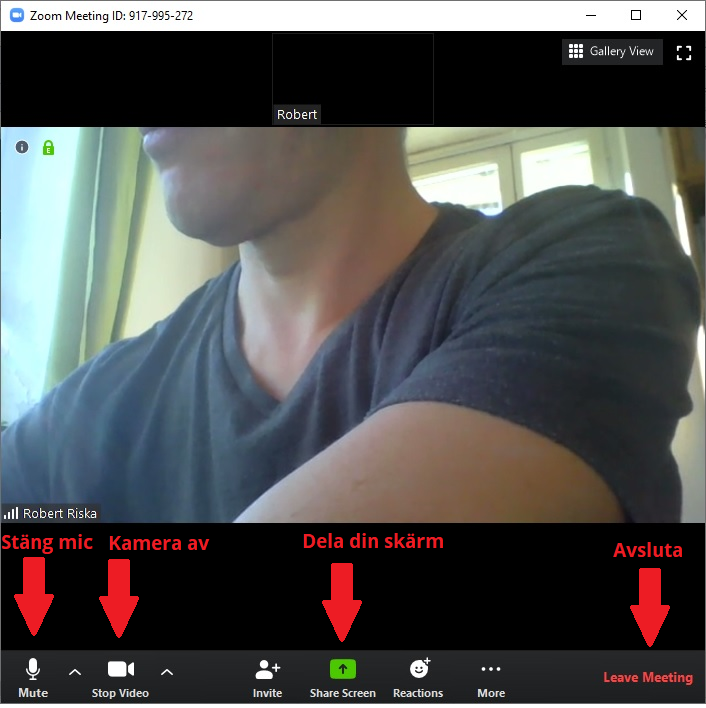 Zoom Meeting ID: 917-995-272
Gallery View
Robert
i
E
Robert Riska
Stäng mic
Kamera av
Dela din skärm
Avsluta
Mute
Stop Video
Invite
Share Screen
Reactions
More
Leave Meeting